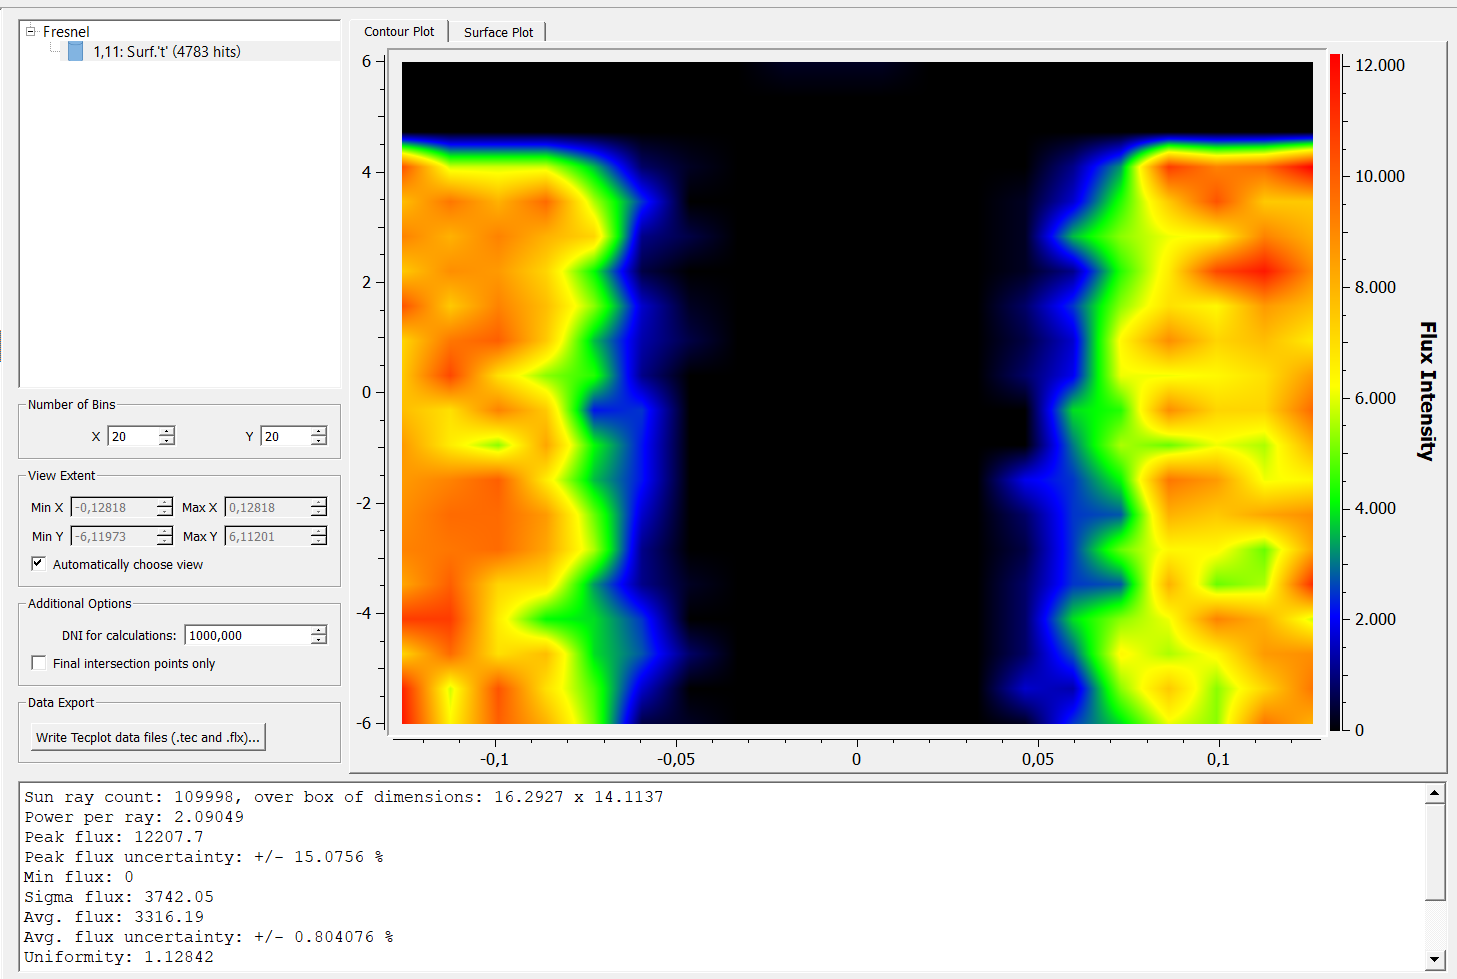 Fresnel
1,11: Surf.'t' (4783 hits)
Number of Bins
X 20 Y 20
View Extent
Min X -0,12818 Max X 0,12818
Min Y -6,11973 Max Y 6,11201
Automatically choose view
Additional Options
DNI for calculations: 1000,000
Final intersection points only
Data Export
Write Tecplot data files (.tec and .flx)...
Contour Plot Surface Plot
6
4
2
0
-2
-4
-6
-0,1 -0,05 0 0,05 0,1
12.000
10.000
8.000
6.000
4.000
2.000
0
Flux Intensity
Sun ray count: 109998, over box of dimensions: 16.2927 x 14.1137
Power per ray: 2.09049
Peak flux: 12207.7
Peak flux uncertainty: +/- 15.0756 %
Min flux: 0
Sigma flux: 3742.05
Avg. flux: 3316.19
Avg. flux uncertainty: +/- 0.804076 %
Uniformity: 1.12842